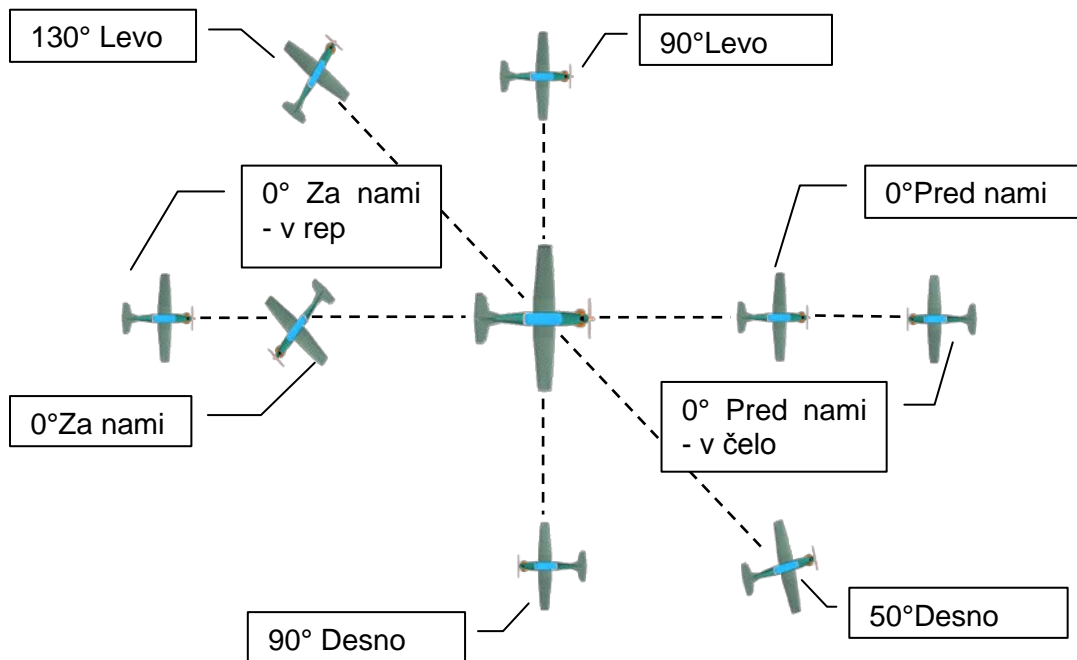 130° Levo
90°Levo
0° Za nami
- v rep
0°Pred nami
0°Za nami
0° Pred nami
- v čelo
90° Desno
50°Desno